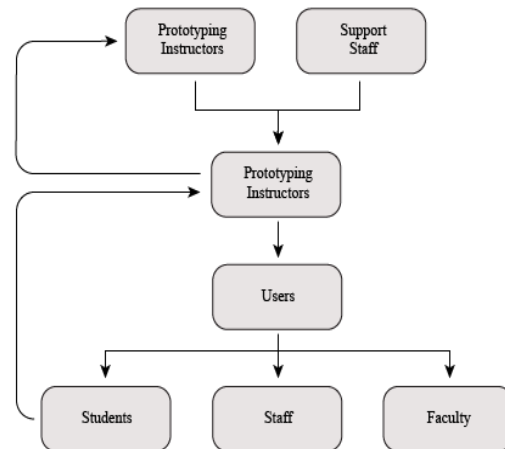 Prototyping
Instructors
Support
Staff
Prototyping
Instructors
Users
Students
Staff
Faculty